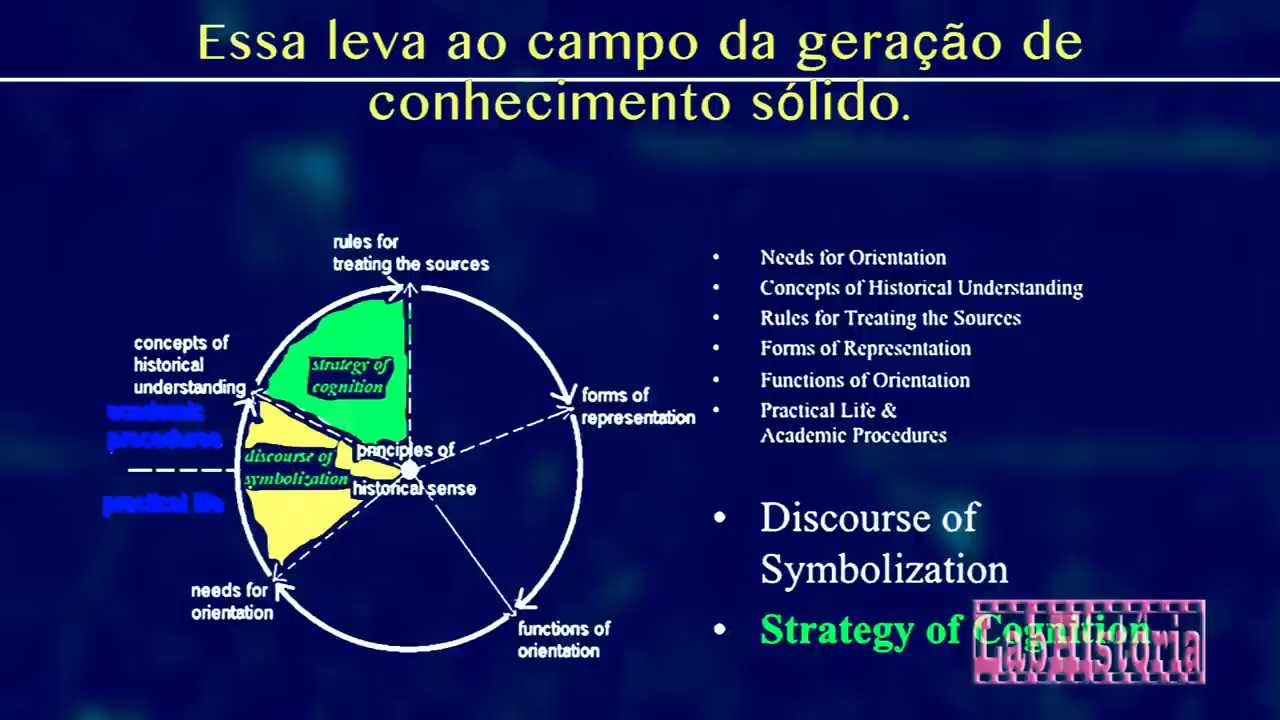 Essa leva ao campo da geração de
conhecimento sólido.
rules for
treating the sources
concepts of
historical
understanding
academic
procedures
practical life
strategy of
cognition
discourse of
symbolization
principles of
historical sense
forms of
representation
needs for
orientation
functions of
orientation
• Needs for Orientation
• Concepts of Historical Understanding
• Rules for Treating the Sources
• Forms of Representation
• Functions of Orientation
• Practical Life &
Academic Procedures
• Discourse of
Symbolization
• Strategy of Cognition
LabHistória